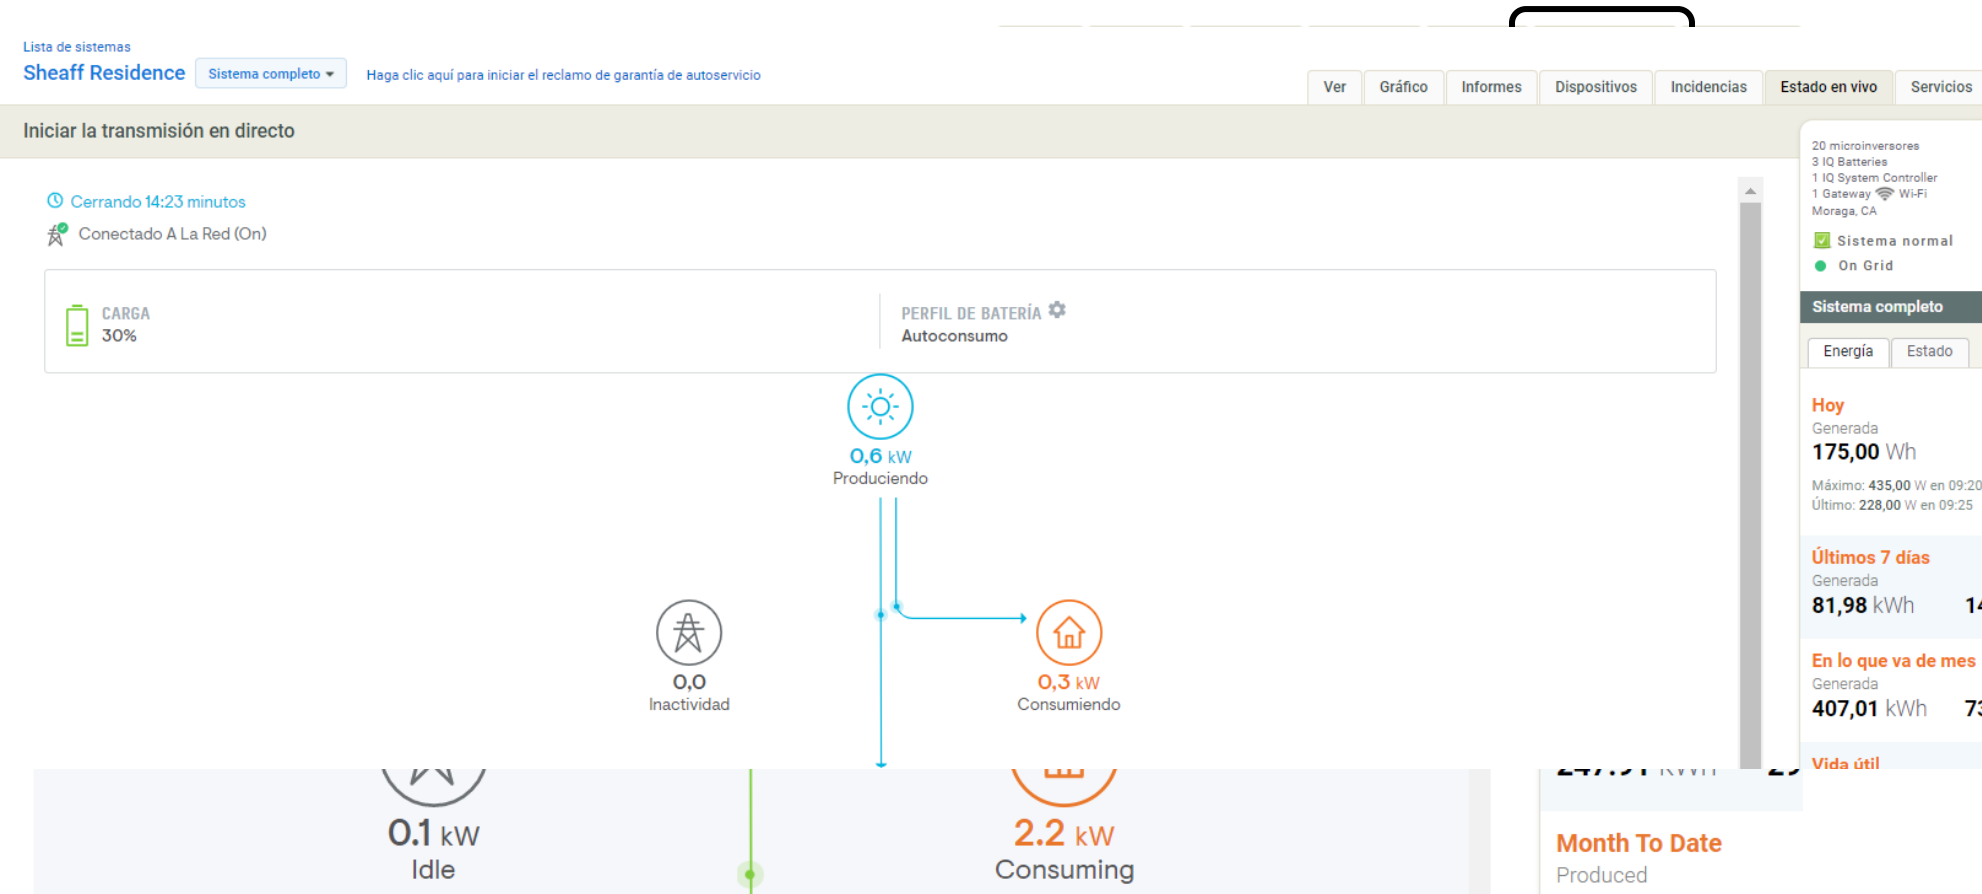 Lista de sistemas
Sheaff Residence
Sistema completo
Haga clic aquí para iniciar el reclamo de garantía de autoservicio
Ver
Gráfico
Informes
Dispositivos
Incidencias
Estado en vivo
Servicios
Iniciar la transmisión en directo
Cerrando 14:23 minutos
Conectado A La Red (On)
CARGA
30%
PERFIL DE BATERÍA
Autoconsumo
0,6 kW
Produciendo
0,0
Inactividad
0,3 kW
Consumiendo
20 microinversores
3 IQ Batteries
1 IQ System Controller
1 Gateway Wi-Fi
Moraga, CA
Sistema normal
On Grid
Sistema completo
Energía
Estado
Hoy
Generada
175,00 Wh
Máximo: 435,00 W en 09:20
Último: 228,00 W en 09:25
Últimos 7 días
Generada
81,98 kWh 14
En lo que va de mes
Generada
407,01 kWh 73
Vida útil
0.1 kW
Idle
2.2 kW
Consuming
Month To Date
Produced